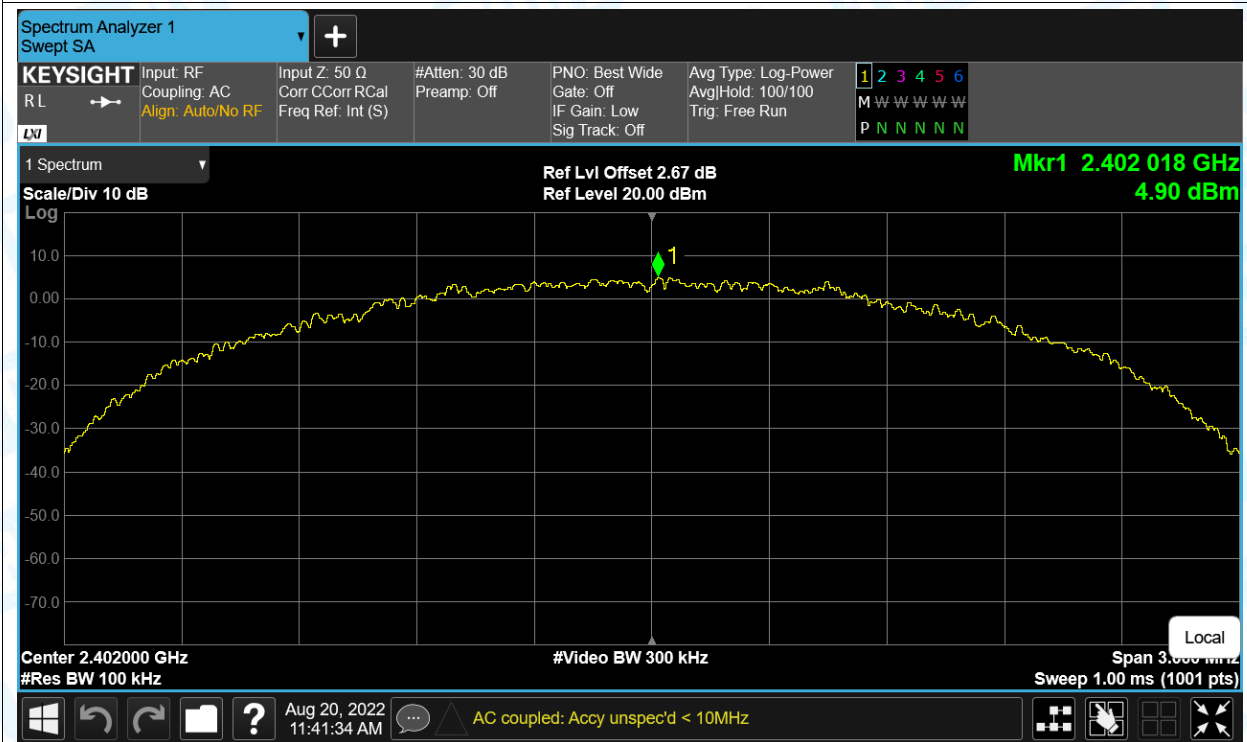 Spectrum Analyzer 1
Swept SA
KEYSIGHT
R L
LXI
Input: RF
Coupling: AC
Align: Auto/No RF
Input Z: 50 Ω
Corr CCorr RCal
Freq Ref: Int (S)
#Atten: 30 dB
Preamp: Off
PNO: Best Wide
Gate: Off
IF Gain: Low
Sig Track: Off
Avg Type: Log-Power
Avg|Hold: 100/100
Trig: Free Run
1 2 3 4 5 6
M W W W W W
P N N N N N
1 Spectrum
Scale/Div 10 dB
Log
Ref Lvl Offset 2.67 dB
Ref Level 20.00 dBm
Mkr1 2.402 018 GHz
4.90 dBm
1
10.0
0.00
-10.0
-20.0
-30.0
-40.0
-50.0
-60.0
-70.0
Local
Center 2.402000 GHz
#Res BW 100 kHz
#Video BW 300 kHz
Span 3.000 MHz
Sweep 1.00 ms (1001 pts)
?
Aug 20, 2022
11:41:34 AM
AC coupled: Accy unspec'd < 10MHz